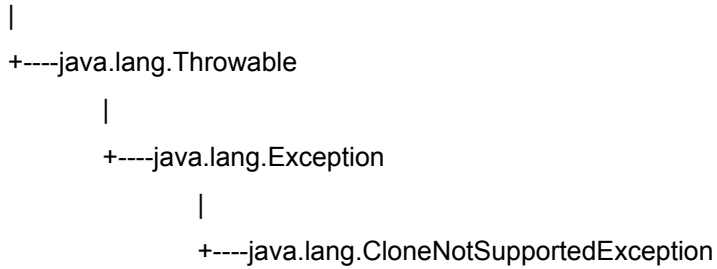 |
+----java.lang.Throwable
|
+----java.lang.Exception
|
+----java.lang.CloneNotSupportedException